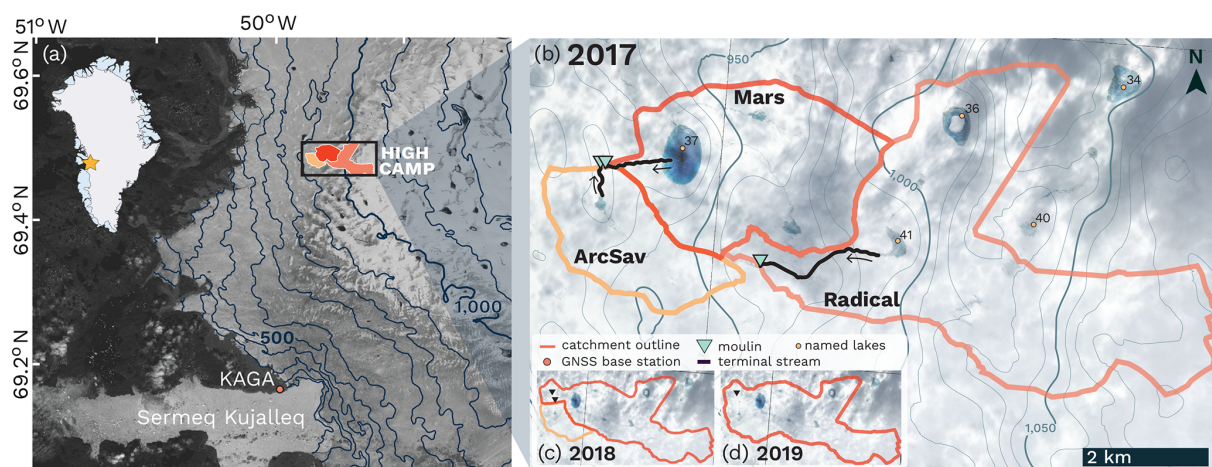 51°W
50°W
(a)
69.6°N
69.4°N
69.2°N
HIGH
CAMP
1,000
500
KAGA
Sermeq Kujalleq
(b) 2017
950
N
34
36
Mars
37
1,000
40
41
ArcSav
Radical
catchment outline
moulin
named lakes
GNSS base station
terminal stream
(c) 2018
(d) 2019
1,050
2 km